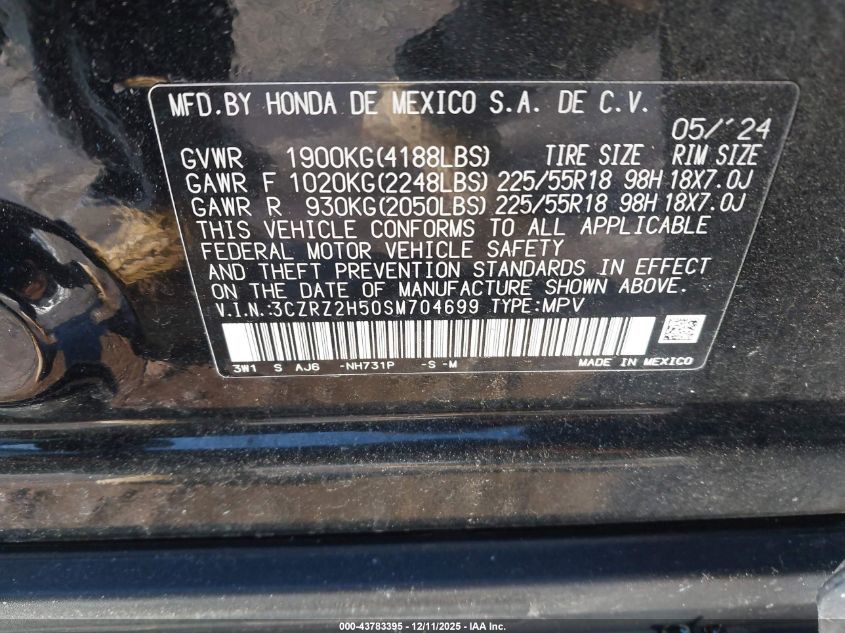 MFD.BY HONDA DE MEXICO S.A. DE C.V.
05/'24
GVWR 1900KG(4188LBS) TIRE SIZE RIM SIZE
GAWR F 1020KG(2248LBS) 225/55R18 98H 18X7.0J
GAWR R 930KG(2050LBS) 225/55R18 98H 18X7.0J
THIS VEHICLE CONFORMS TO ALL APPLICABLE
FEDERAL MOTOR VEHICLE SAFETY
AND THEFT PREVENTION STANDARDS IN EFFECT
ON THE DATE OF MANUFACTURE SHOWN ABOVE.
V.I.N.:3CZRZ2H50SM704699 TYPE:MPV
3W1 S AJ6 -NH731P -S -M MADE IN MEXICO
000-43783395 - 12/11/2025 - IAA Inc.